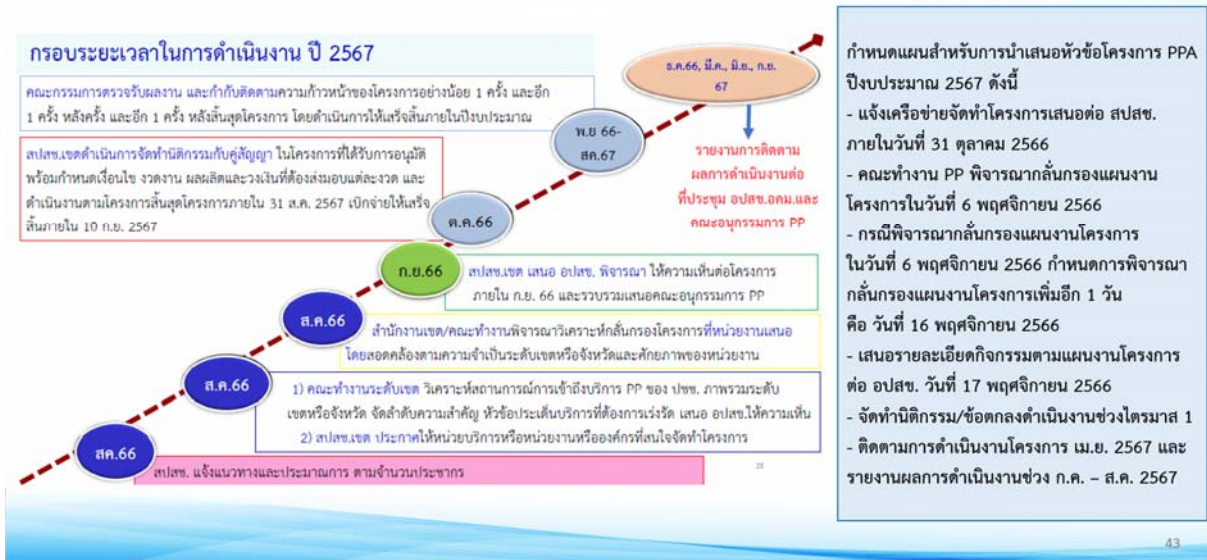 กรอบระยะเวลาในการดำเนินงาน ปี 2567
คณะกรรมการตรวจรับผลงาน และกำกับติดตามความก้าวหน้าของโครงการอย่างน้อย 1 ครั้ง และอีก
1 ครั้ง หลังครั้ง และอีก 1 ครั้ง หลังสิ้นสุดโครงการ โดยดำเนินการให้เสร็จสิ้นภายในปีงบประมาณ
สปสช.เขตดำเนินการจัดทำนิติกรรมกับคู่สัญญา ในโครงการที่ได้รับการอนุมัติ
พร้อมกำหนดเงื่อนไข งวดงาน ผลผลิตและวงเงินที่ต้องส่งมอบแต่ละงวด และ
ดำเนินงานตามโครงการสิ้นสุดโครงการภายใน 31 ส.ค. 2567 เบิกจ่ายให้เสร็จ
สิ้นภายใน 10 ก.ย. 2567
ธ.ค.66, มี.ค., มิ.ย., ก.ย.
67
พ.ย 66-
สค.67
รายงานการติดตาม
ผลการดำเนินงานต่อ
ที่ประชุม อปสช.อคม.และ
คณะอนุกรรมการ PP
ต.ค.66
ก.ย.66
สปสช.เขต เสนอ อปสช. พิจารณา ให้ความเห็นต่อโครงการ
ภายใน ก.ย. 66 และรวบรวมเสนอคณะอนุกรรมการ PP
ส.ค.66
สำนักงานเขต/คณะทำงานพิจารณาวิเคราะห์กลั่นกรองโครงการที่หน่วยงานเสนอ
โดยสอดคล้องตามความจำเป็นระดับเขตหรือจังหวัดและศักยภาพของหน่วยงาน
ส.ค.66
1) คณะทำงานระดับเขต วิเคราะห์สถานการณ์การเข้าถึงบริการ PP ของ ปชช. ภาพรวมระดับ
เขตหรือจังหวัด จัดลำดับความสำคัญ หัวข้อประเด็นบริการที่ต้องการเร่งรัด เสนอ อปสช.ให้ความเห็น
2) สปสช.เขต ประกาศให้หน่วยบริการหรือหน่วยงานหรือองค์กรที่สนใจจัดทำโครงการ
สค.66
สปสช. แจ้งแนวทางและประมาณการ ตามจำนวนประชากร
กำหนดแผนสำหรับการนำเสนอหัวข้อโครงการ PPA
ปีงบประมาณ 2567 ดังนี้
- แจ้งเครือข่ายจัดทำโครงการเสนอต่อ สปสช.
ภายในวันที่ 31 ตุลาคม 2566
- คณะทำงาน PP พิจารณากลั่นกรองแผนงาน
โครงการในวันที่ 6 พฤศจิกายน 2566
- กรณีพิจารณากลั่นกรองแผนงานโครงการ
ในวันที่ 6 พฤศจิกายน 2566 กำหนดการพิจารณา
กลั่นกรองแผนงานโครงการเพิ่มอีก 1 วัน
คือ วันที่ 16 พฤศจิกายน 2566
- เสนอรายละเอียดกิจกรรมตามแผนงานโครงการ
ต่อ อปสช. วันที่ 17 พฤศจิกายน 2566
- จัดทำนิติกรรม/ข้อตกลงดำเนินงานช่วงไตรมาส 1
- ติดตามการดำเนินงานโครงการ เม.ย. 2567 และ
รายงานผลการดำเนินงานช่วง ก.ค. – ส.ค. 2567
43